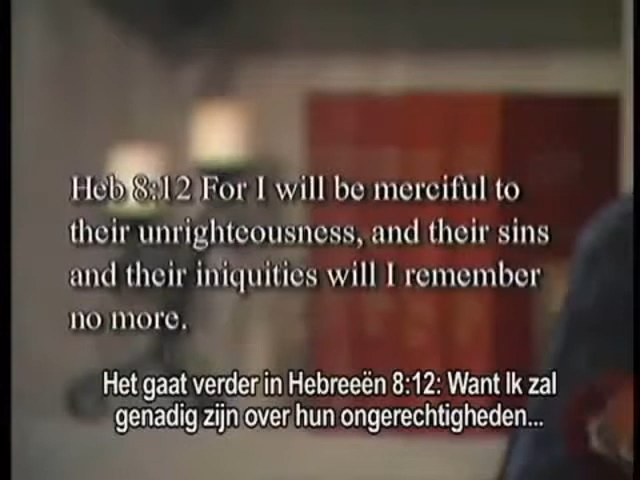 Heb 8:12 For I will be merciful to
their unrighteousness, and their sins
and their iniquities will I remember
no more.
Het gaat verder in Hebreeën 8:12: Want Ik zal
genadig zijn over hun ongerechtigheden...